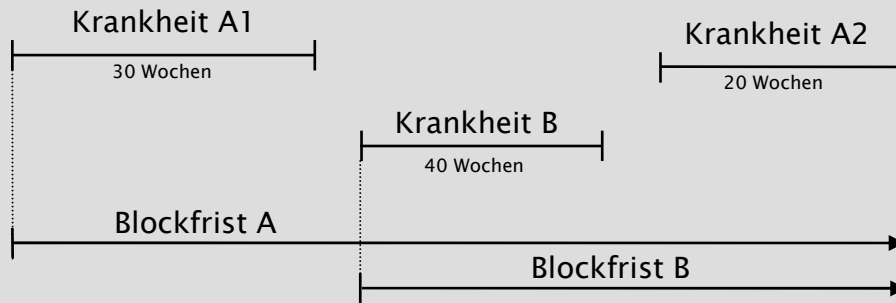 Krankheit A1
30 Wochen
Krankheit A2
20 Wochen
Krankheit B
40 Wochen
Blockfrist A
Blockfrist B